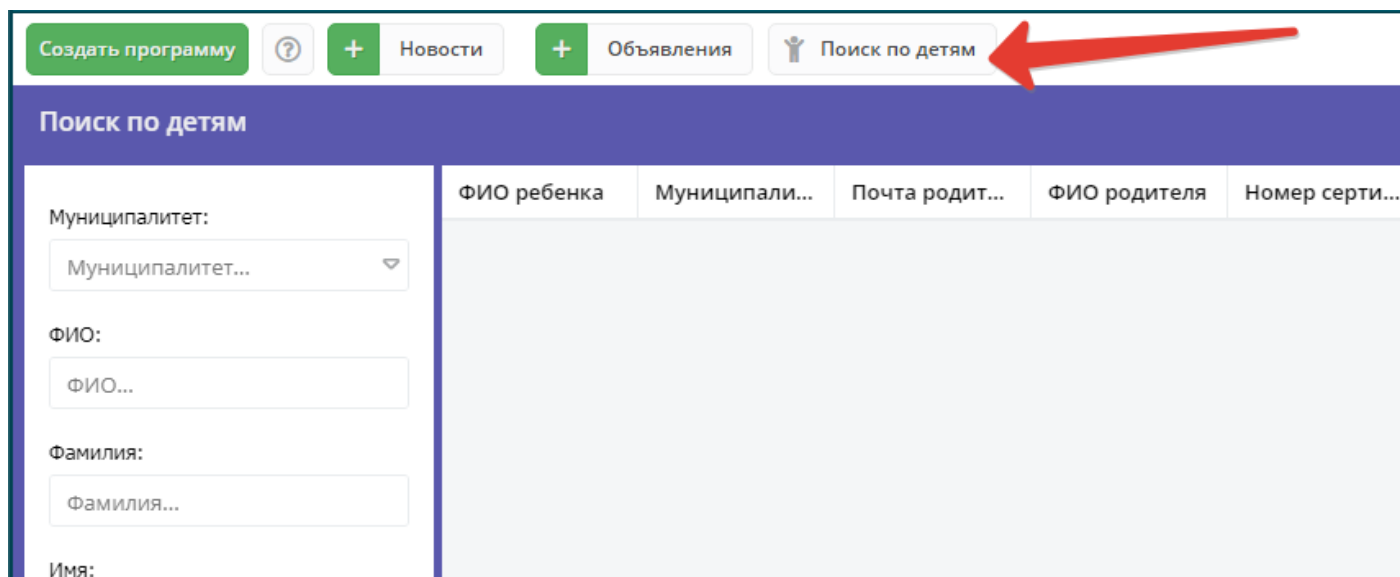 Создать программу ? + Новости + Объявления Поиск по детям
Поиск по детям
ФИО ребенка Муниципали... Почта родит... ФИО родителя Номер серти...
Муниципалитет:
Муниципалитет...
ФИО:
ФИО...
Фамилия:
Фамилия...
Имя: